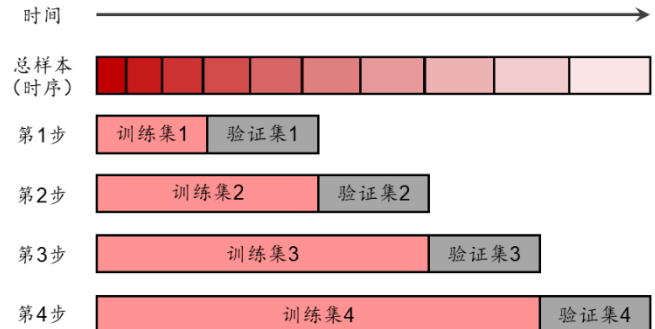 时间
总样本
（时序）
第1步
训练集1 验证集1
第2步
训练集2 验证集2
第3步
训练集3 验证集3
第4步
训练集4 验证集4